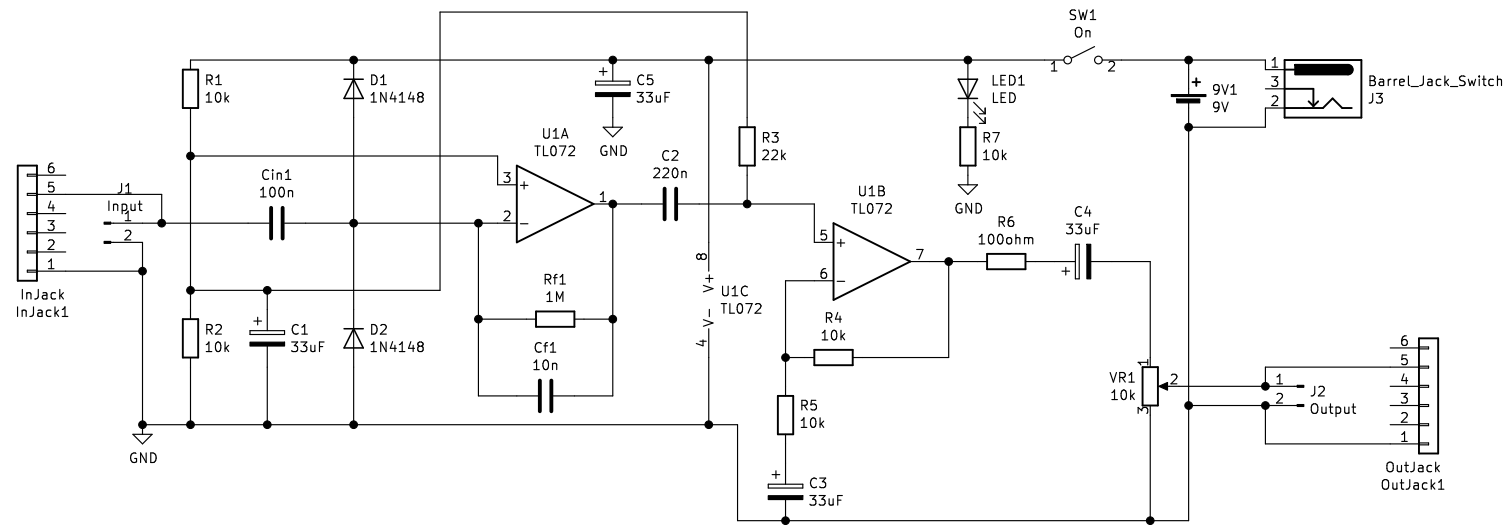 SW1
On
1
2
R1
10k
D1
1N4148
+
C5
33uF
GND
LED1
LED
+
9V1
9V
1
3
2
Barrel_Jack_Switch
J3
U1A
TL072
R3
22k
R7
10k
GND
C2
220n
6
5
4
3
2
1
J1
Input
1
2
Cin1
100n
3
+
2
−
1
U1B
TL072
R6
100ohm
C4
33uF
+
5
+
6
−
7
8
V+
U1C
TL072
V−
4
InJack
InJack1
Rf1
1M
R2
10k
+
C1
33uF
D2
1N4148
Cf1
10n
R4
10k
1
VR1
10k
2
3
6
5
4
3
2
1
1
2
J2
Output
R5
10k
GND
+
C3
33uF
OutJack
OutJack1